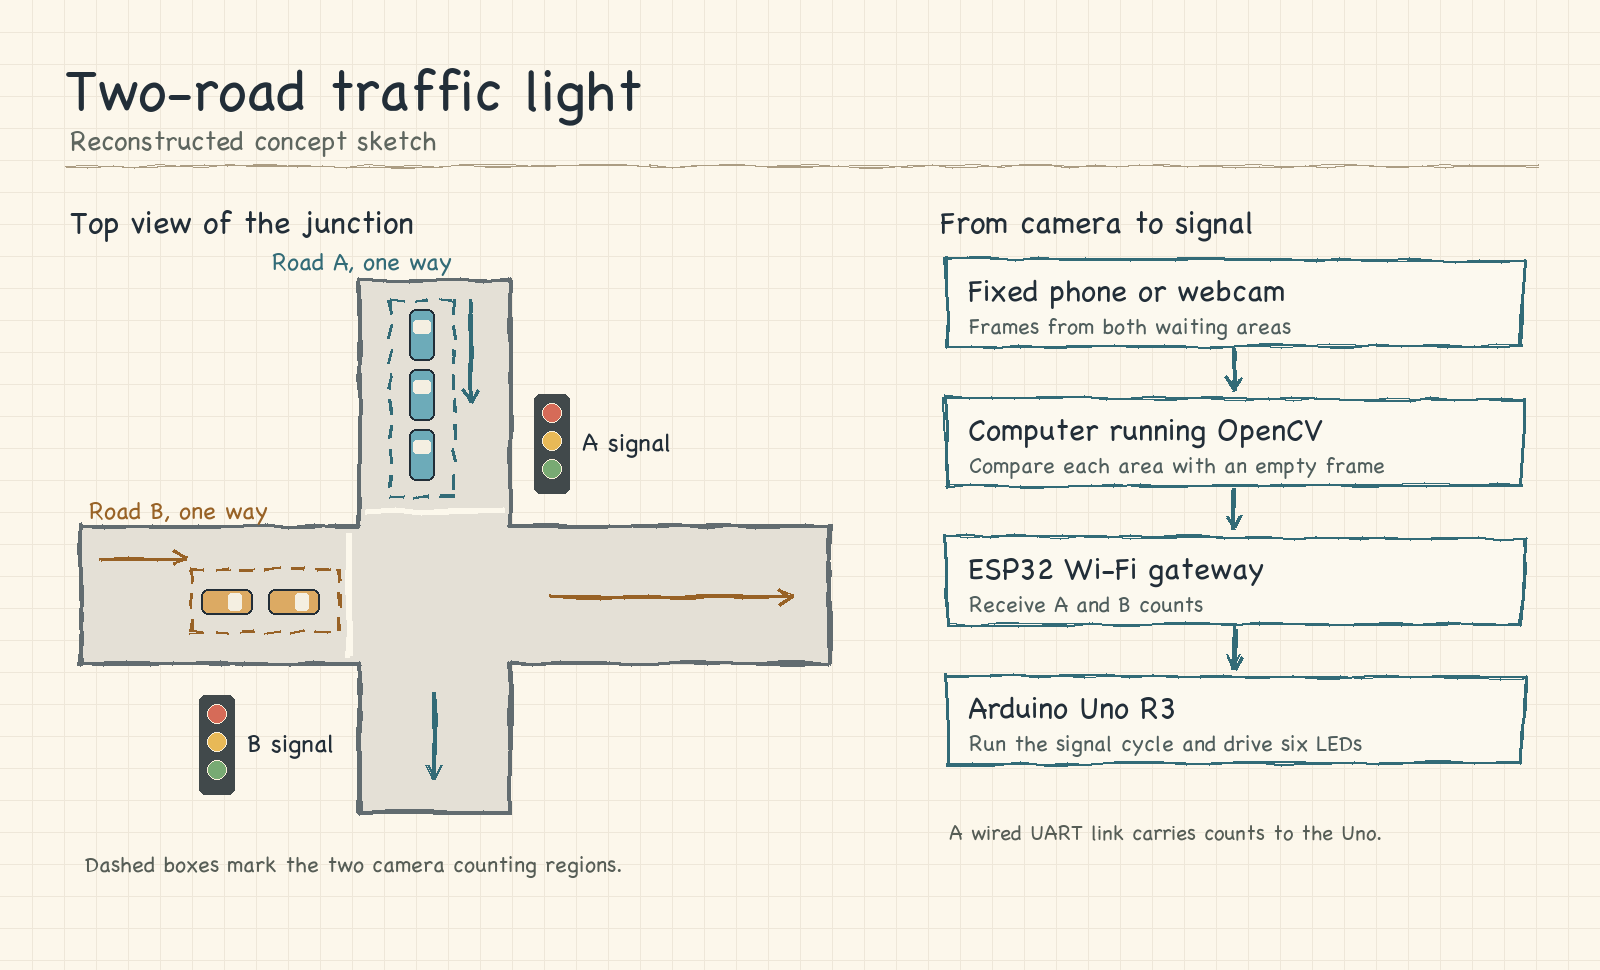 Two-road traffic light
Reconstructed concept sketch
Top view of the junction
Road A, one way
A signal
Road B, one way
B signal
Dashed boxes mark the two camera counting regions.
From camera to signal
Fixed phone or webcam
Frames from both waiting areas
Computer running OpenCV
Compare each area with an empty frame
ESP32 Wi-Fi gateway
Receive A and B counts
Arduino Uno R3
Run the signal cycle and drive six LEDs
A wired UART link carries counts to the Uno.